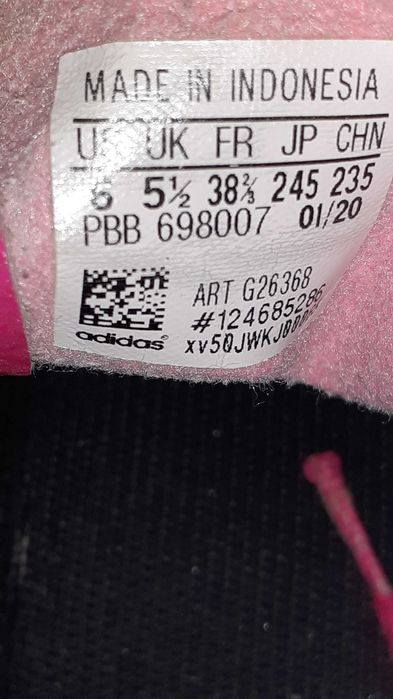 MADE IN INDONESIA
US UK FR JP CHN
6 5½ 38⅔ 245 235
PBB 698007 01/20
ART G26368
#124685286
adidas